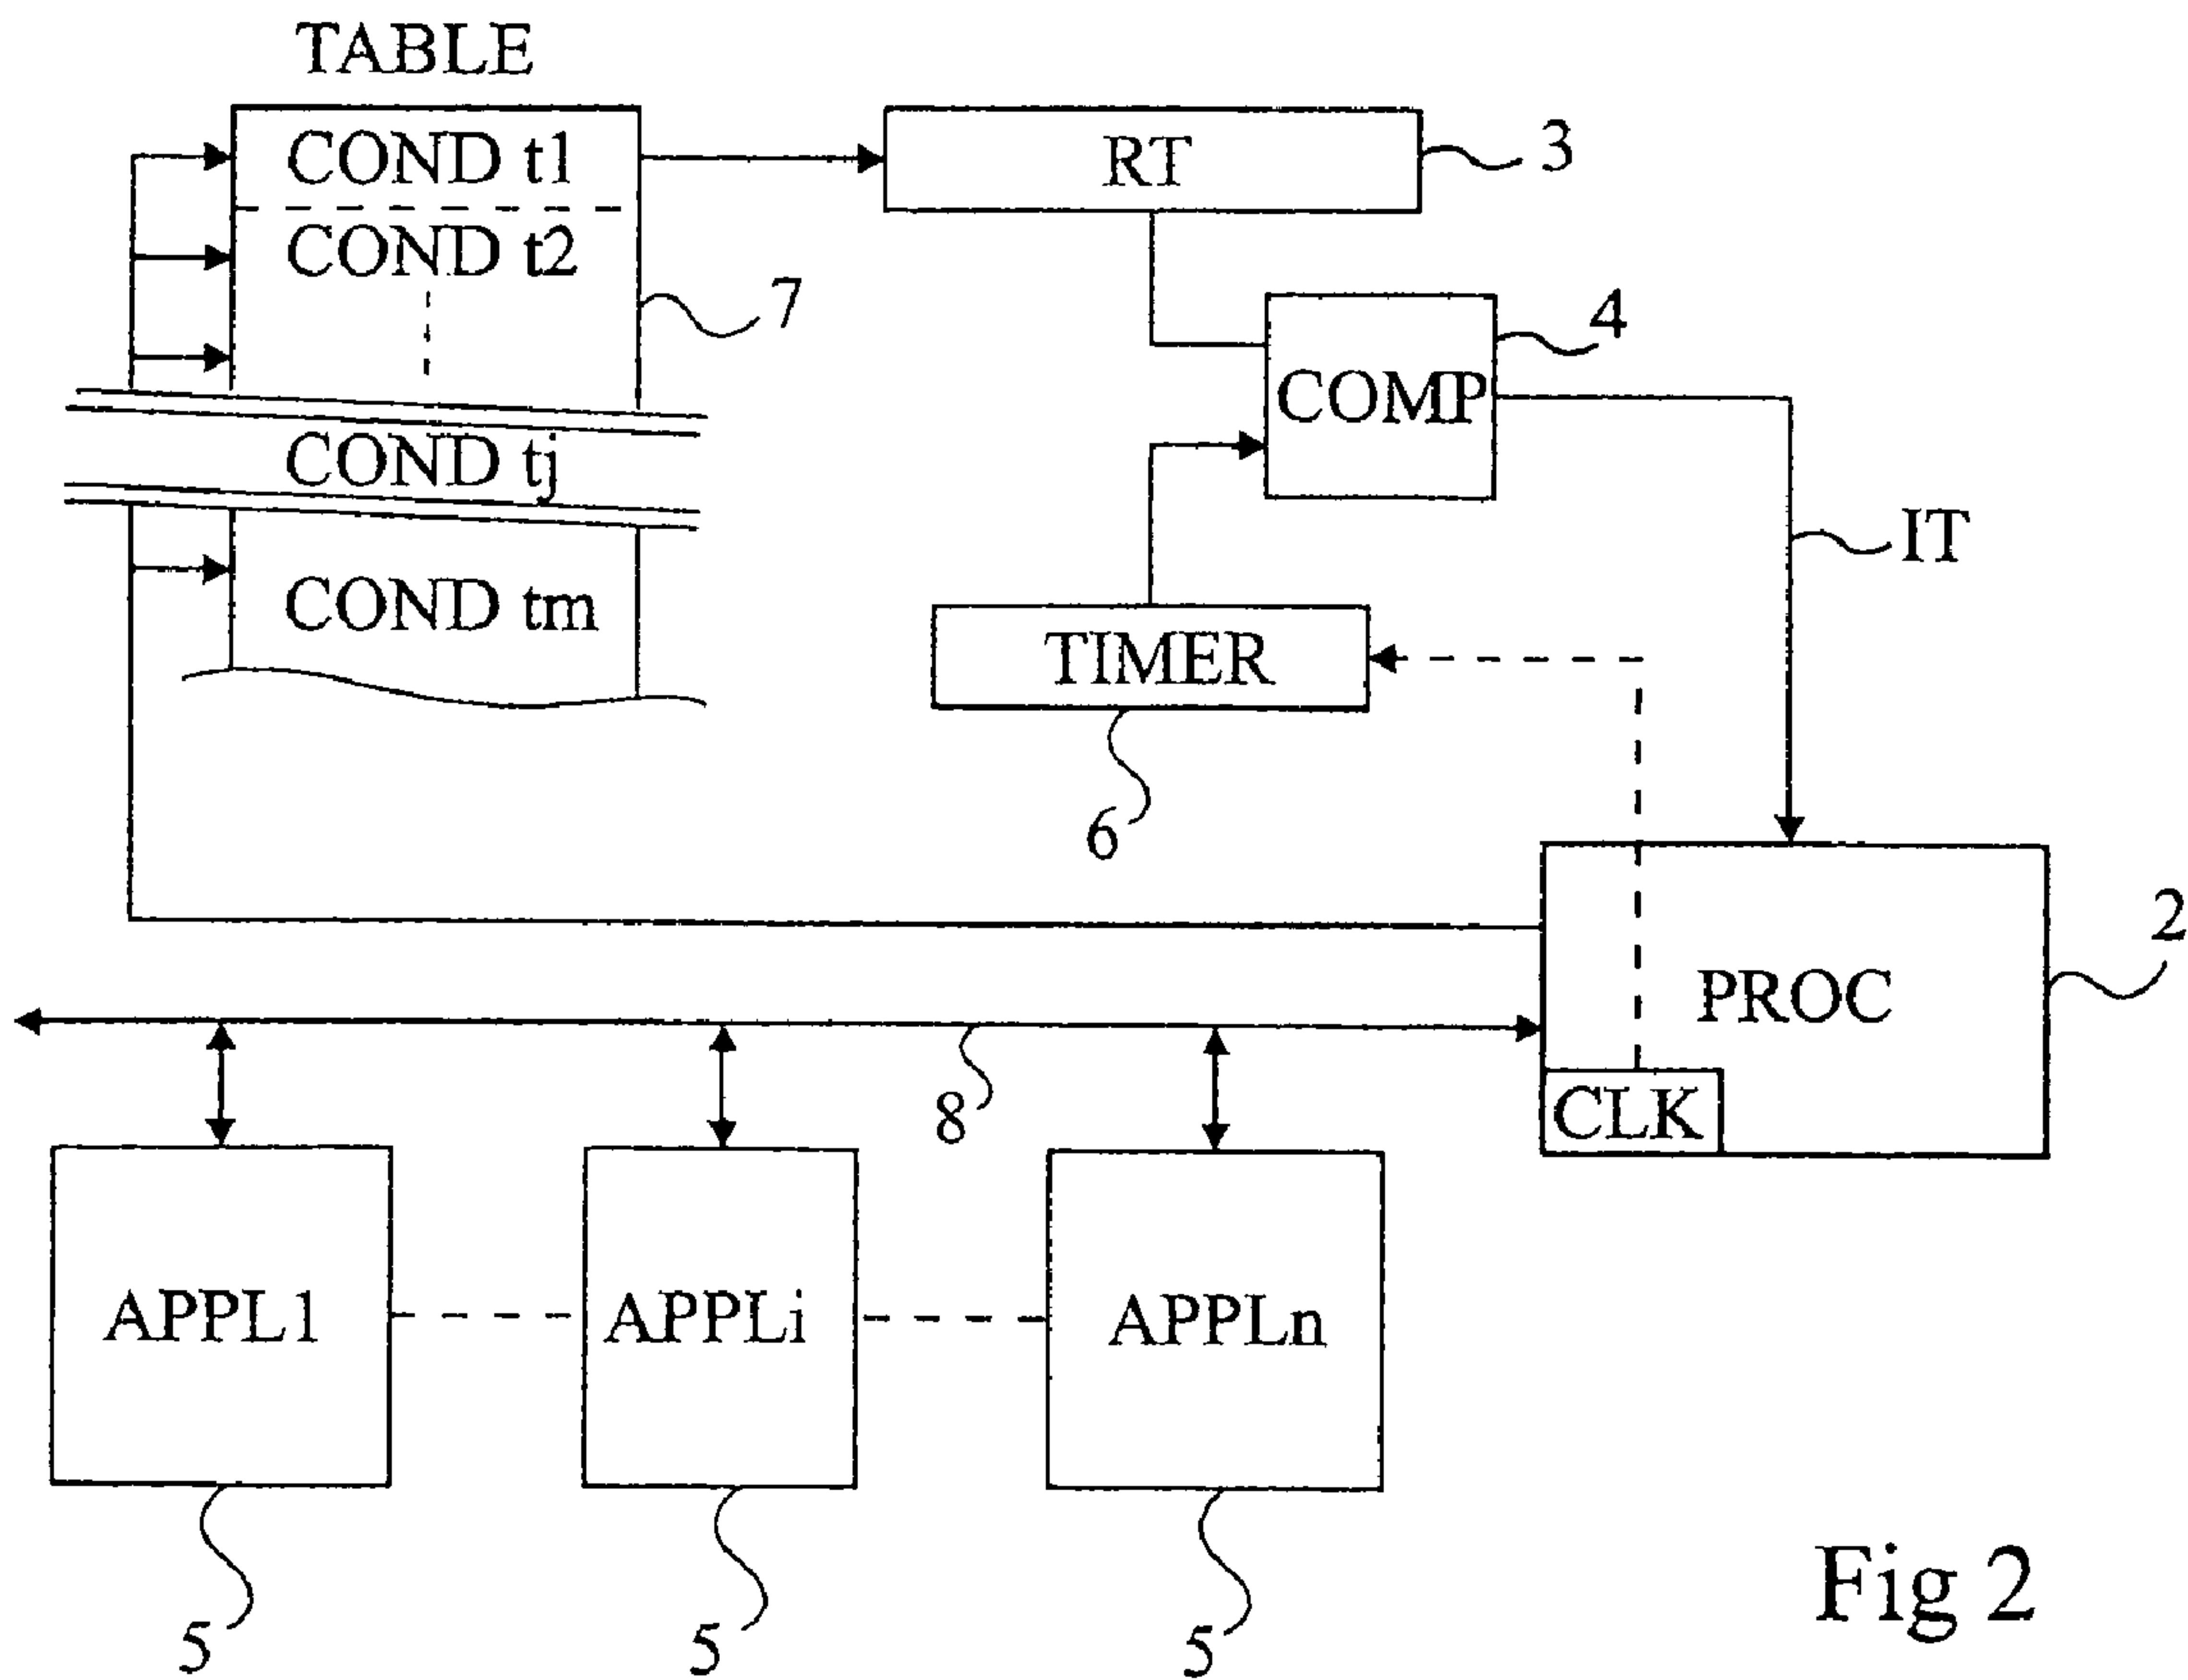 TABLE
COND t1
RT
3
COND t2
7
4
COMP
COND tj
IT
COND tm
TIMER
6
2
PROC
8
CLK
APPL1
APPLi
APPLn
5
5
5
Fig 2